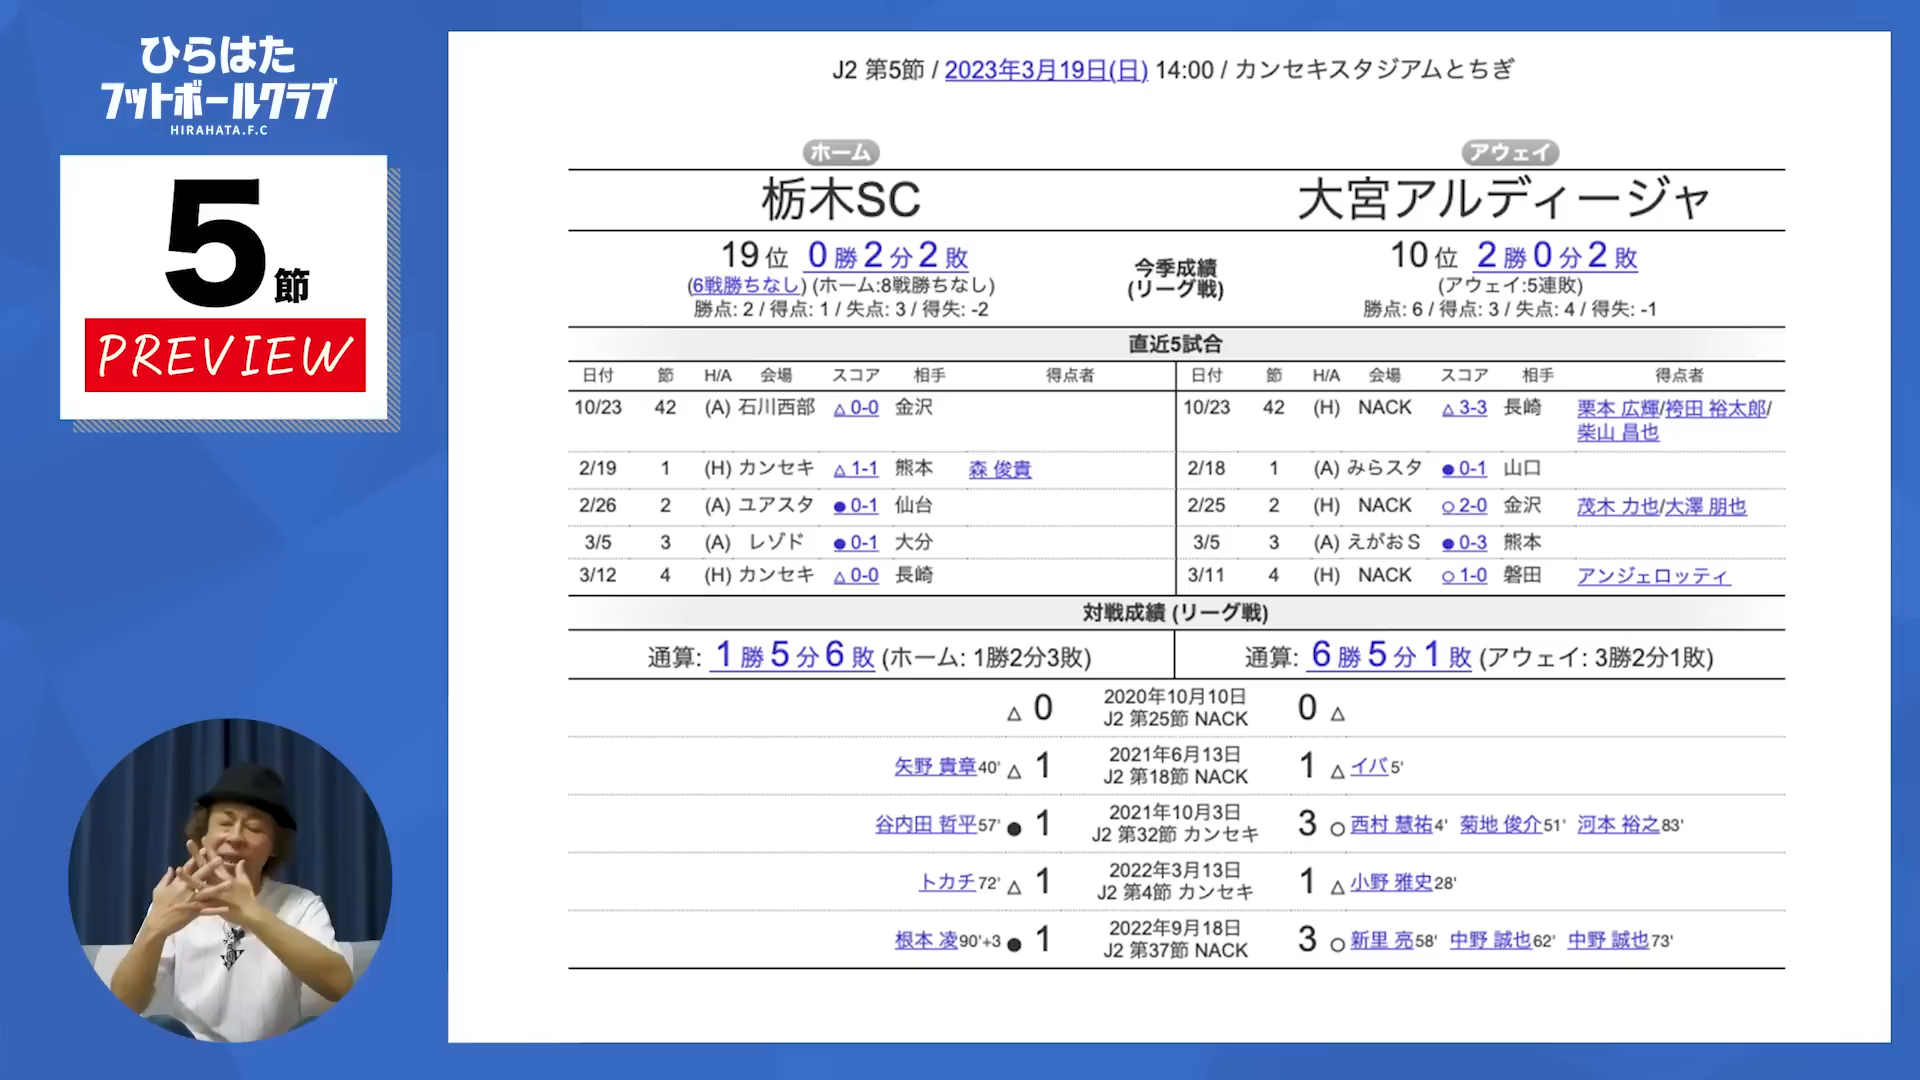 ひらはた
フットボールクラブ
HIRAHATA.F.C
5節
PREVIEW
J2 第5節 / 2023年3月19日(日) 14:00 / カンセキスタジアムとちぎ
ホーム アウェイ
栃木SC 大宮アルディージャ
19位 0勝2分2敗 今季成績 (リーグ戦) 10位 2勝0分2敗
(6戦勝ちなし) (ホーム:8戦勝ちなし) (アウェイ:5連敗)
勝点: 2 / 得点: 1 / 失点: 3 / 得失: -2 勝点: 6 / 得点: 3 / 失点: 4 / 得失: -1
直近5試合
日付 節 H/A 会場 スコア 相手 得点者 日付 節 H/A 会場 スコア 相手 得点者
10/23 42 (A) 石川西部 △0-0 金沢 10/23 42 (H) NACK △3-3 長崎 栗本 広輝/袴田 裕太郎/
柴山 昌也
2/19 1 (H) カンセキ △1-1 熊本 森 俊貴 2/18 1 (A) みらスタ ●0-1 山口
2/26 2 (A) ユアスタ ●0-1 仙台 2/25 2 (H) NACK ○2-0 金沢 茂木 力也/大澤 朋也
3/5 3 (A) レゾド ●0-1 大分 3/5 3 (A) えがおS ●0-3 熊本
3/12 4 (H) カンセキ △0-0 長崎 3/11 4 (H) NACK ○1-0 磐田 アンジェロッティ
対戦成績 (リーグ戦)
通算: 1勝5分6敗 (ホーム: 1勝2分3敗) 通算: 6勝5分1敗 (アウェイ: 3勝2分1敗)
△ 0 2020年10月10日 0 △
J2 第25節 NACK
矢野 貴章40' △ 1 2021年6月13日 1 △ イバ5'
J2 第18節 NACK
谷内田 哲平57' ● 1 2021年10月3日 3 ○ 西村 慧祐4' 菊地 俊介51' 河本 裕之83'
J2 第32節 カンセキ
トカチ72' △ 1 2022年3月13日 1 △ 小野 雅史28'
J2 第4節 カンセキ
根本 凌90'+3 ● 1 2022年9月18日 3 ○ 新里 亮58' 中野 誠也62' 中野 誠也73'
J2 第37節 NACK